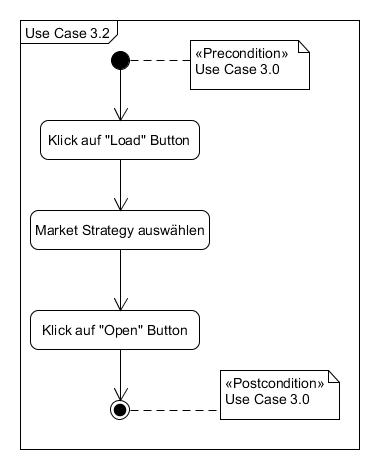 Use Case 3.2
«Precondition»
Use Case 3.0
Klick auf "Load" Button
Market Strategy auswählen
Klick auf "Open" Button
«Postcondition»
Use Case 3.0